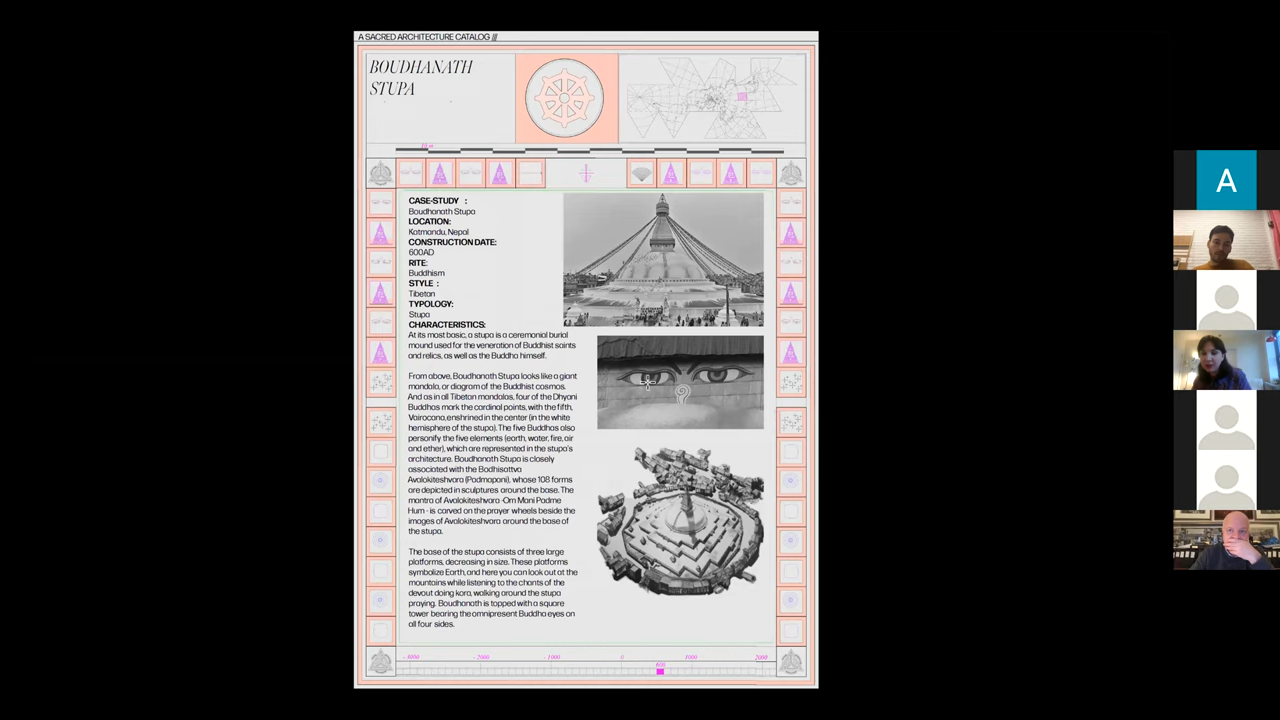 A SACRED ARCHITECTURE CATALOG ///
BOUDHANATH
STUPA
10 m
CASE-STUDY :
Boudhanath Stupa
LOCATION:
Katmandu, Nepal
CONSTRUCTION DATE:
600AD
RITE:
Buddhism
STYLE :
Tibetan
TYPOLOGY:
Stupa
CHARACTERISTICS:
At its most basic, a stupa is a ceremonial burial
mound used for the veneration of Buddhist saints
and relics, as well as the Buddha himself.
From above, Boudhanath Stupa looks like a giant
mandala, or diagram of the Buddhist cosmos.
And as in all Tibetan mandalas, four of the Dhyani
Buddhas mark the cardinal points, with the fifth,
Vairocana, enshrined in the center (in the white
hemisphere of the stupa). The five Buddhas also
personify the five elements (earth, water, fire, air
and ether), which are represented in the stupa's
architecture. Boudhanath Stupa is closely
associated with the Bodhisattva
Avalokiteshvara (Padmapani), whose 108 forms
are depicted in sculptures around the base. The
mantra of Avalokiteshvara -Om Mani Padme
Hum - is carved on the prayer wheels beside the
images of Avalokiteshvara around the base of
the stupa.
The base of the stupa consists of three large
platforms, decreasing in size. These platforms
symbolize Earth, and here you can look out at the
mountains while listening to the chants of the
devout doing kora, walking around the stupa
praying. Boudhanath is topped with a square
tower bearing the omnipresent Buddha eyes on
all four sides.
- 3000 - 2000 - 1000 0 1000 2000
600
A